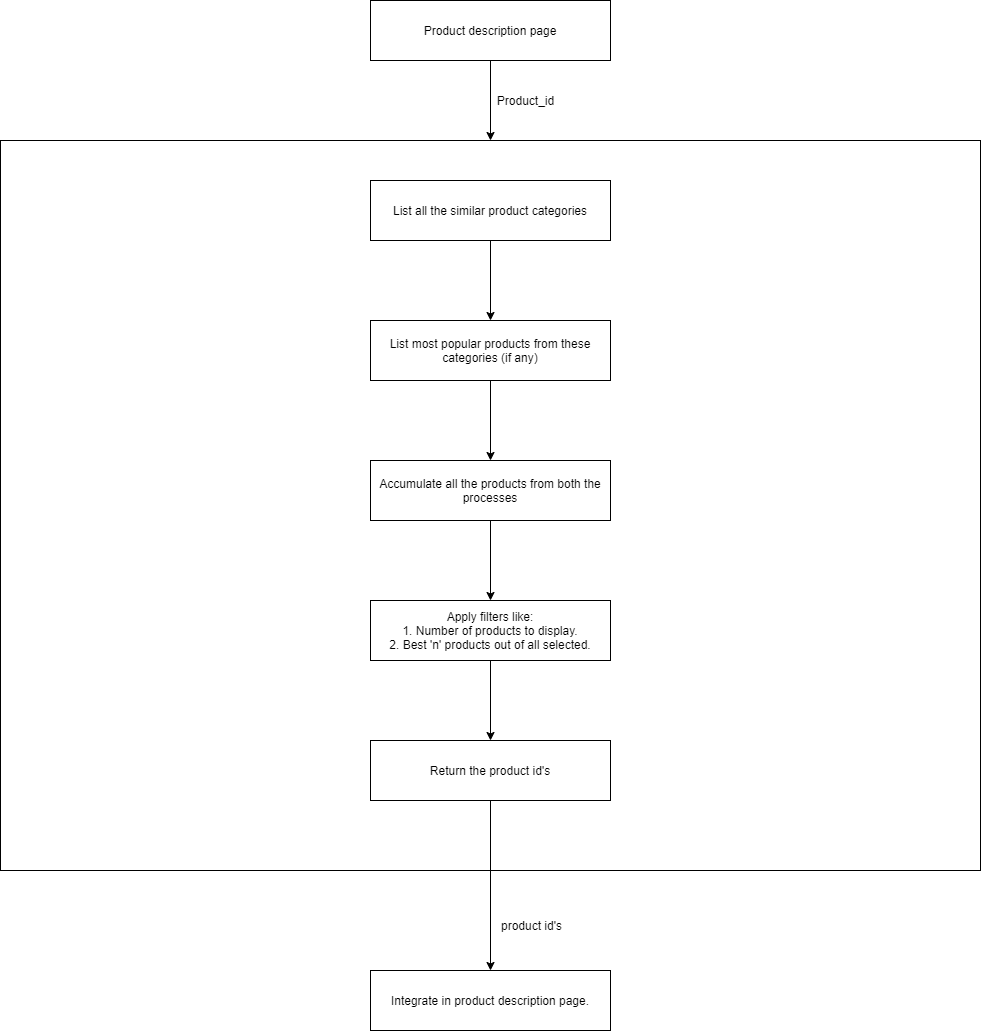 Product description page
Product_id
List all the similar product categories
List most popular products from these
categories (if any)
Accumulate all the products from both the
processes
Apply filters like:
1. Number of products to display.
2. Best 'n' products out of all selected.
Return the product id's
product id's
Integrate in product description page.